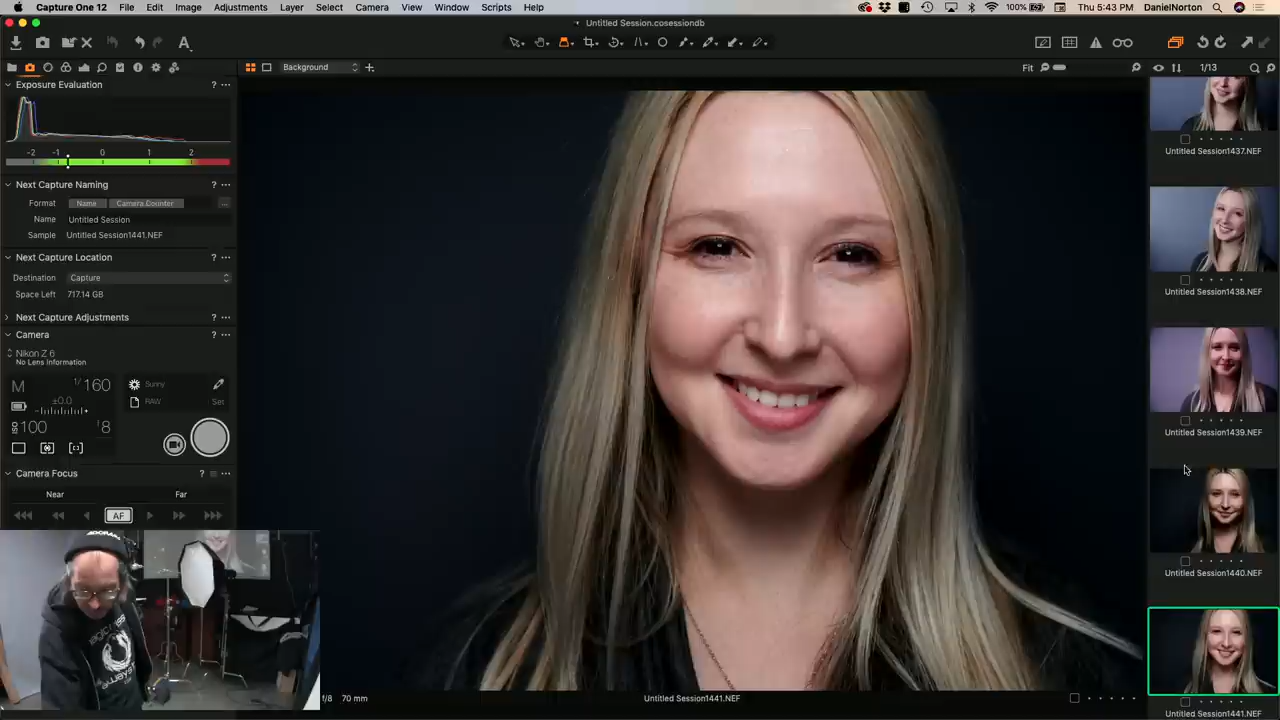 Capture One 12 File Edit Image Adjustments Layer Select Camera View Window Scripts Help 100% Thu 5:43 PM DanielNorton
Untitled Session.cosessiondb
A
Background
Fit
1/13
Exposure Evaluation ? ...
-2 -1 0 1 2
Next Capture Naming ? ...
Format Name Camera Counter ...
Name Untitled Session
Sample Untitled Session1441.NEF
Next Capture Location ? ...
Destination Capture
Space Left 717.14 GB
Next Capture Adjustments ? ...
Camera ? ...
Nikon Z 6
No Lens Information
M 1/160 Sunny
±0.0 RAW Set
ISO 100 f/8
Camera Focus ? ...
Near Far
AF
f/8 70 mm
Untitled Session1441.NEF
Untitled Session1437.NEF
Untitled Session1438.NEF
Untitled Session1439.NEF
Untitled Session1440.NEF
Untitled Session1441.NEF